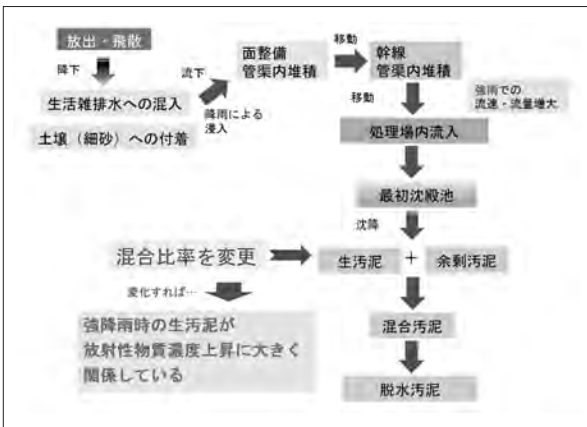 放出・飛散
降下
生活雑排水への混入
土壌(細砂)への付着
流下
降雨による
浸入
面整備
管渠内堆積
移動
幹線
管渠内堆積
移動
強雨での
流速・流量増大
処理場内流入
最初沈殿池
沈降
混合比率を変更
生汚泥
+
余剰汚泥
変化すれば…
強降雨時の生汚泥が
放射性物質濃度上昇に大きく
関係している
混合汚泥
脱水汚泥